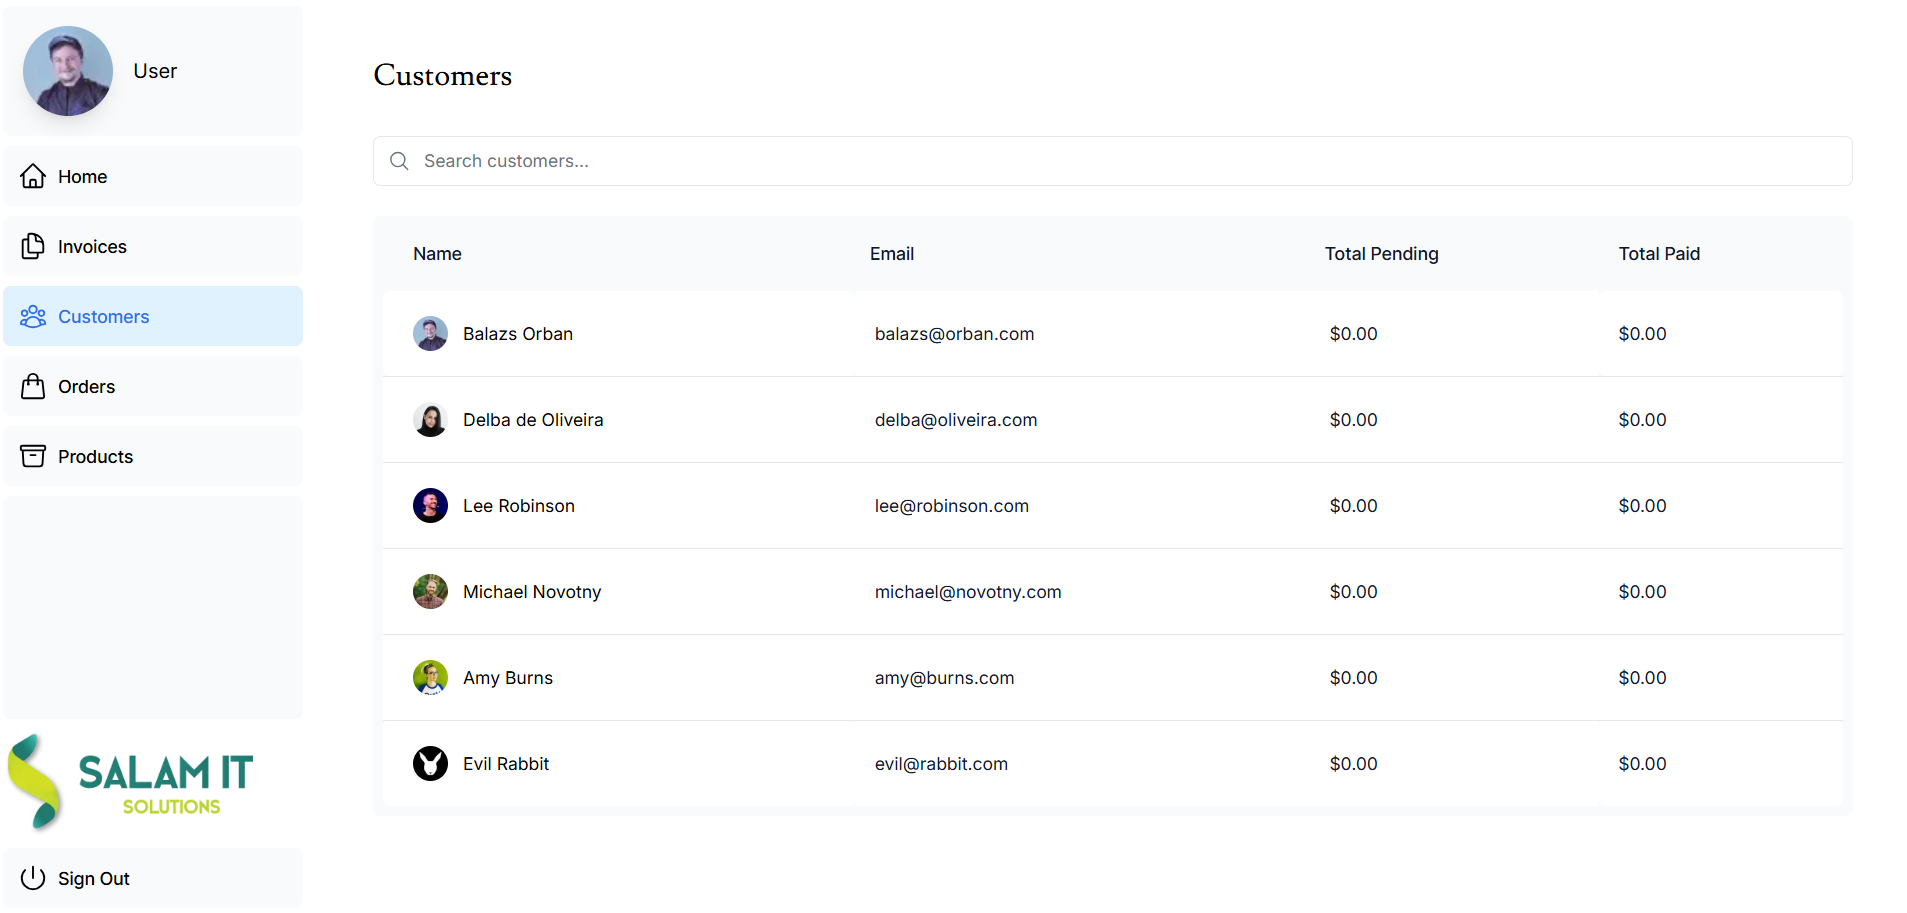 User
Home
Invoices
Customers
Orders
Products
SALAM IT
SOLUTIONS
Sign Out
Customers
Search customers...
Name Email Total Pending Total Paid
Balazs Orban balazs@orban.com $0.00 $0.00
Delba de Oliveira delba@oliveira.com $0.00 $0.00
Lee Robinson lee@robinson.com $0.00 $0.00
Michael Novotny michael@novotny.com $0.00 $0.00
Amy Burns amy@burns.com $0.00 $0.00
Evil Rabbit evil@rabbit.com $0.00 $0.00